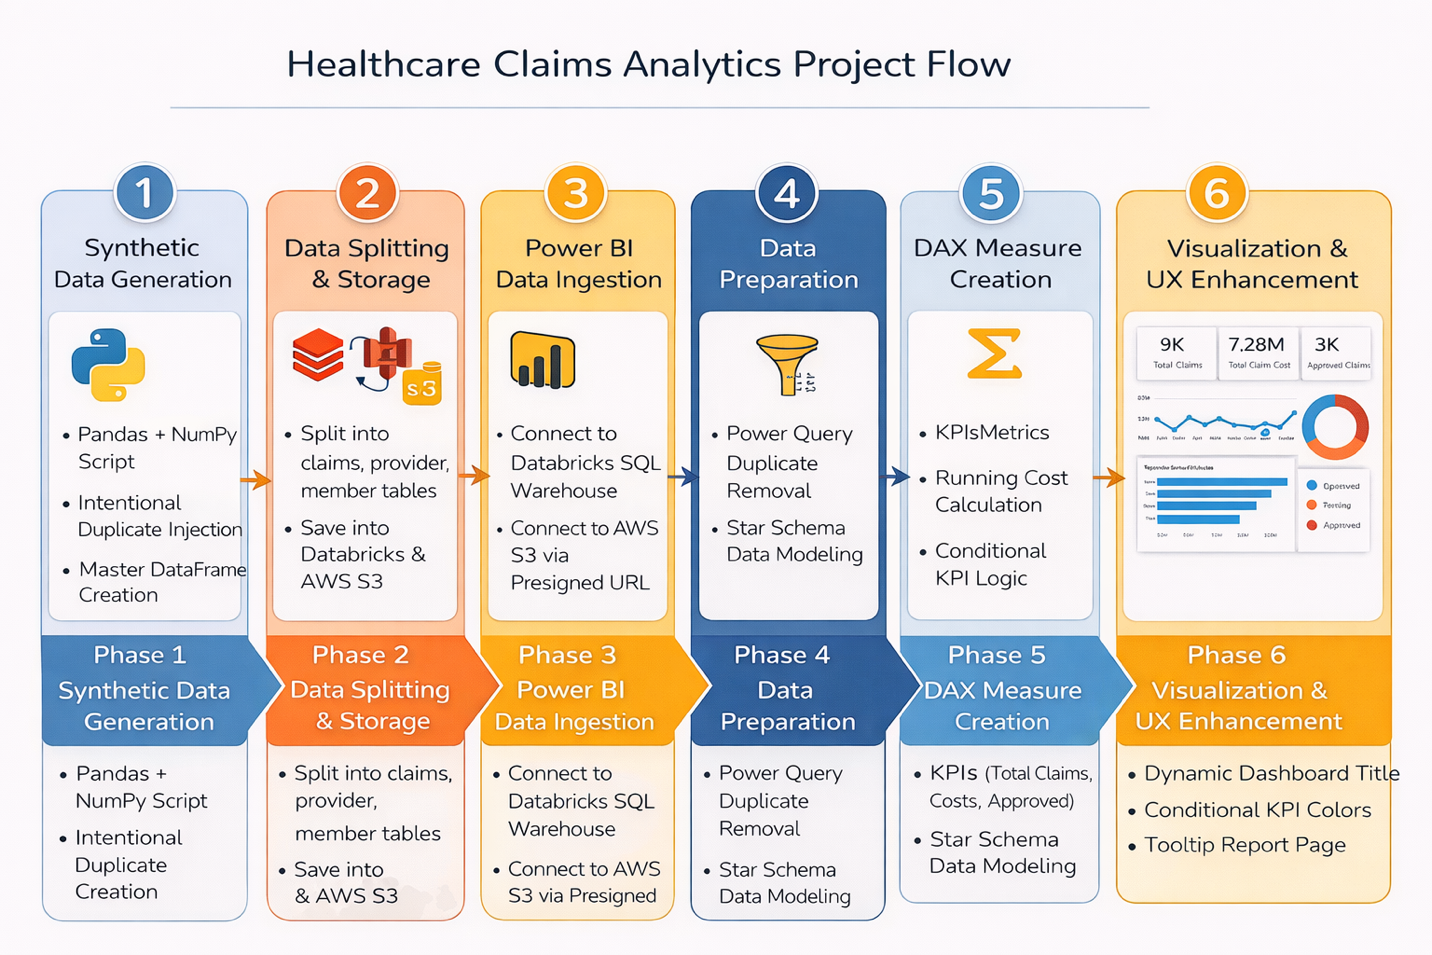 Healthcare Claims Analytics Project Flow
1
Synthetic
Data Generation
• Pandas + NumPy
Script
• Intentional
Duplicate Injection
• Master DataFrame
Creation
2
Data Splitting
& Storage
S3
• Split into
claims, provider,
member tables
• Save into
Databricks &
AWS S3
3
Power BI
Data Ingestion
• Connect to
Databricks SQL
Warehouse
• Connect to AWS
S3 via
Presigned URL
4
Data
Preparation
• Power Query
Duplicate
Removal
• Star Schema
Data Modeling
5
DAX Measure
Creation
Σ
• KPIsMetrics
• Running Cost
Calculation
• Conditional
KPI Logic
6
Visualization &
UX Enhancement
9K
Total Claims
7.28M
Total Claim Cost
3K
Approved Claims
Approved
Phase 1
Synthetic Data
Generation
• Pandas +
NumPy Script
• Intentional
Duplicate
Creation
Phase 2
Data Splitting
& Storage
• Split into claims,
provider,
member tables
• Save into
& AWS S3
Phase 3
Power BI
Data Ingestion
• Connect to
Databricks SQL
Warehouse
• Connect to AWS
S3 via Presigned
Phase 4
Data
Preparation
• Power Query
Duplicate
Removal
• Star Schema
Data Modeling
Phase 5
DAX Measure
Creation
• KPIs (Total Claims,
Costs, Approved)
• Star Schema
Data Modeling
Phase 6
Visualization &
UX Enhancement
• Dynamic Dashboard Title
• Conditional KPI Colors
• Tooltip Report Page